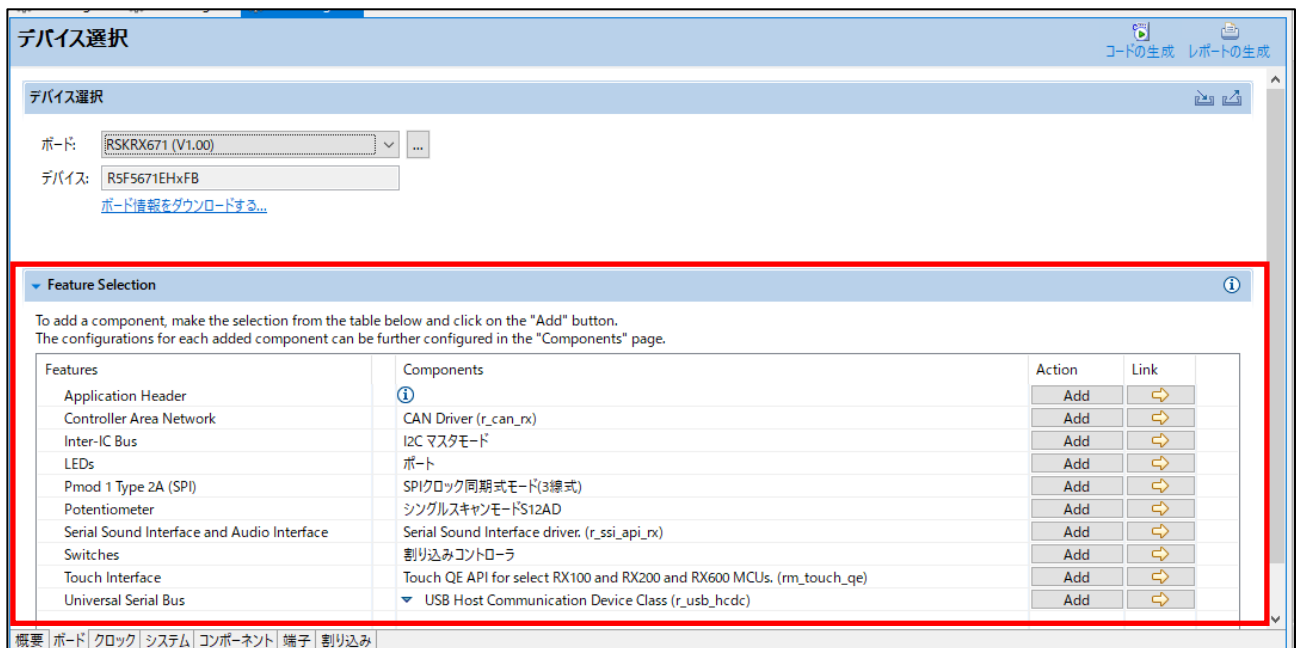 デバイス選択
コードの生成 レポートの生成
デバイス選択
ボード: RSKRX671 (V1.00) ...
デバイス: R5F5671EHxFB
ボード情報をダウンロードする...
Feature Selection
To add a component, make the selection from the table below and click on the "Add" button.
The configurations for each added component can be further configured in the "Components" page.
Features Components Action Link
Application Header Add
Controller Area Network CAN Driver (r_can_rx) Add
Inter-IC Bus I2C マスタモード Add
LEDs ポート Add
Pmod 1 Type 2A (SPI) SPIクロック同期式モード(3線式) Add
Potentiometer シングルスキャンモードS12AD Add
Serial Sound Interface and Audio Interface Serial Sound Interface driver. (r_ssi_api_rx) Add
Switches 割り込みコントローラ Add
Touch Interface Touch QE API for select RX100 and RX200 and RX600 MCUs. (rm_touch_qe) Add
Universal Serial Bus USB Host Communication Device Class (r_usb_hcdc) Add
概要 ボード クロック システム コンポーネント 端子 割り込み